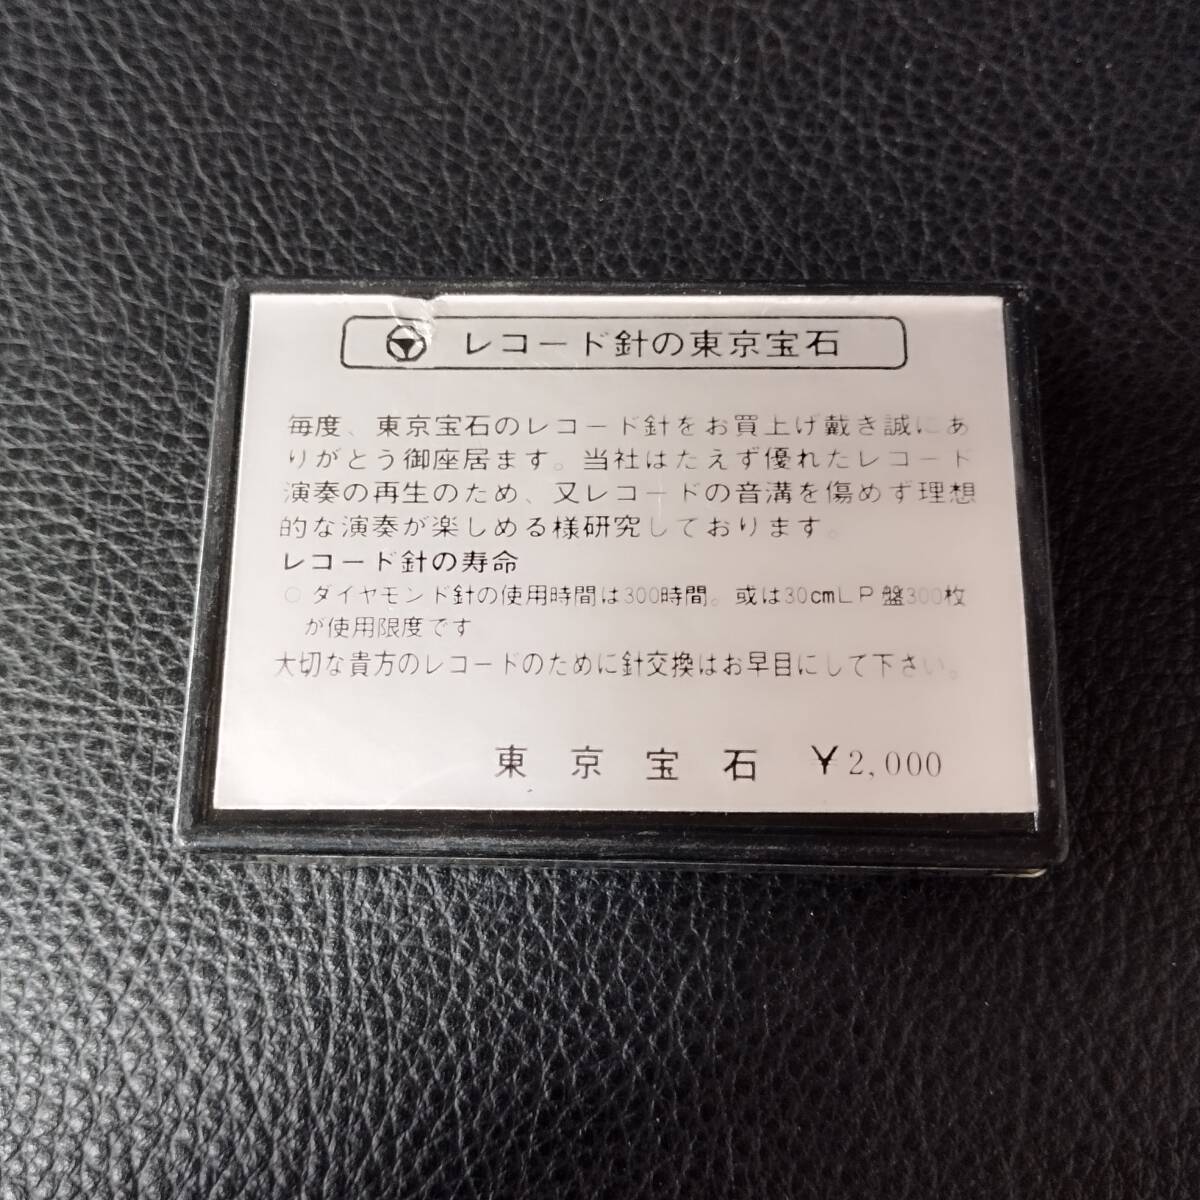 レコード針の東京宝石
毎度、東京宝石のレコード針をお買上げ戴き誠にあ
りがとう御座居ます。当社はたえず優れたレコード
演奏の再生のため、又レコードの音溝を傷めず理想
的な演奏が楽しめる様研究しております。
レコード針の寿命
○ダイヤモンド針の使用時間は300時間。或は30cmLP盤300枚
が使用限度です
大切な貴方のレコードのために針交換はお早目にして下さい。
東京宝石 ¥2,000